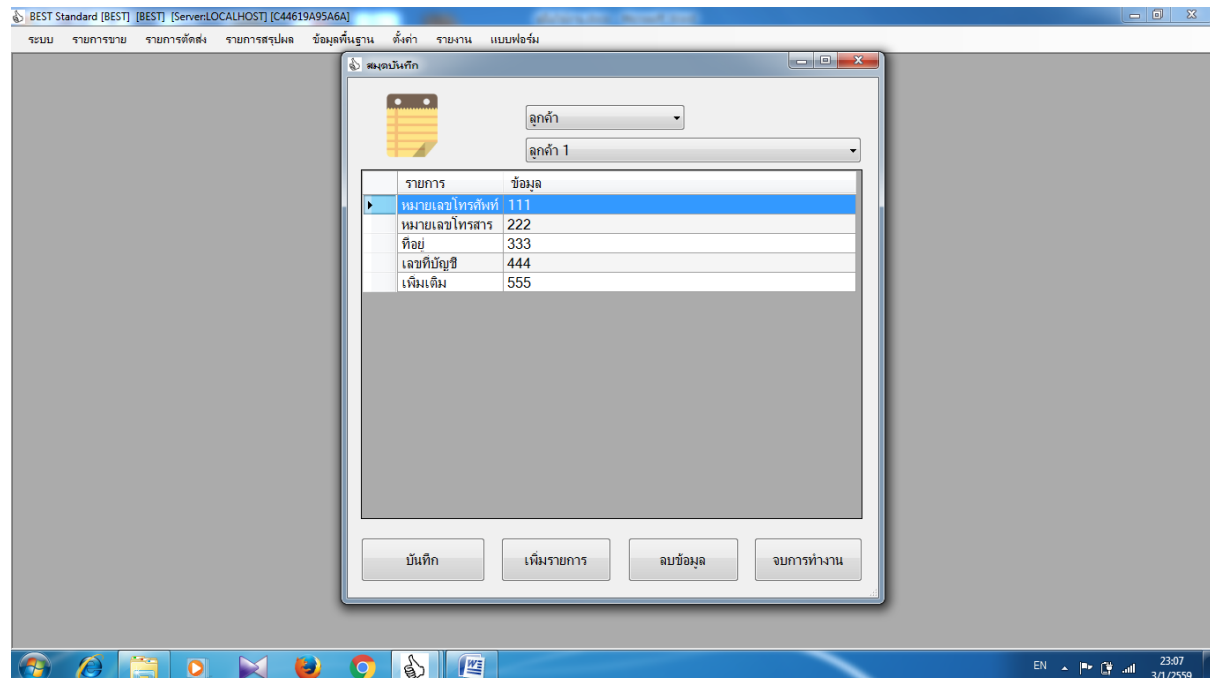 BEST Standard [BEST] [BEST] [Server:LOCALHOST] [C44619A95A6A]
ระบบ รายการขาย รายการตัดส่ง รายการสรุปผล ข้อมูลพื้นฐาน ตั้งค่า รายงาน แบบฟอร์ม
สมุดบันทึก
ลูกค้า
ลูกค้า 1
รายการ ข้อมูล
หมายเลขโทรศัพท์ 111
หมายเลขโทรสาร 222
ที่อยู่ 333
เลขที่บัญชี 444
เพิ่มเติม 555
บันทึก เพิ่มรายการ ลบข้อมูล จบการทำงาน
EN 23:07
3/1/2559